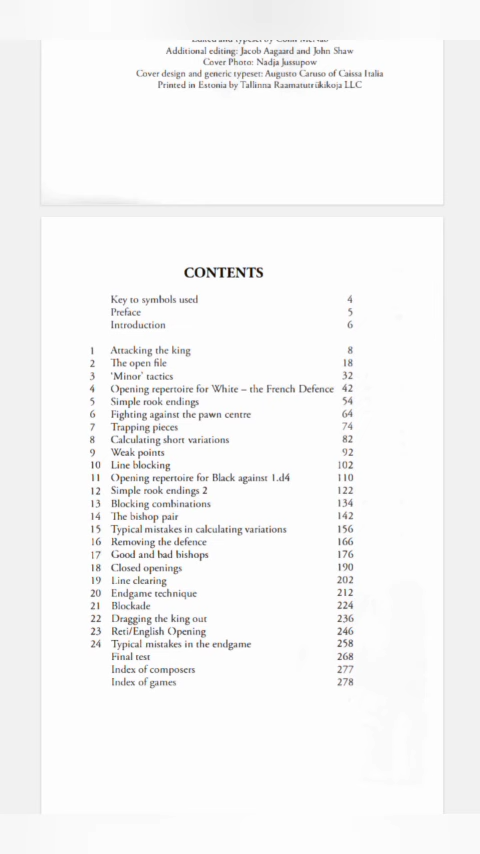 Additional editing: Jacob Aagaard and John Shaw
Cover Photo: Nadja Jussupow
Cover design and generic typeset: Augusto Caruso of Caissa Italia
Printed in Estonia by Tallinna Raamatutrükikoja LLC
CONTENTS
Key to symbols used 4
Preface 5
Introduction 6
1 Attacking the king 8
2 The open file 18
3 ‘Minor’ tactics 32
4 Opening repertoire for White – the French Defence 42
5 Simple rook endings 54
6 Fighting against the pawn centre 64
7 Trapping pieces 74
8 Calculating short variations 82
9 Weak points 92
10 Line blocking 102
11 Opening repertoire for Black against 1.d4 110
12 Simple rook endings 2 122
13 Blocking combinations 134
14 The bishop pair 142
15 Typical mistakes in calculating variations 156
16 Removing the defence 166
17 Good and bad bishops 176
18 Closed openings 190
19 Line clearing 202
20 Endgame technique 212
21 Blockade 224
22 Dragging the king out 236
23 Reti/English Opening 246
24 Typical mistakes in the endgame 258
Final test 268
Index of composers 277
Index of games 278